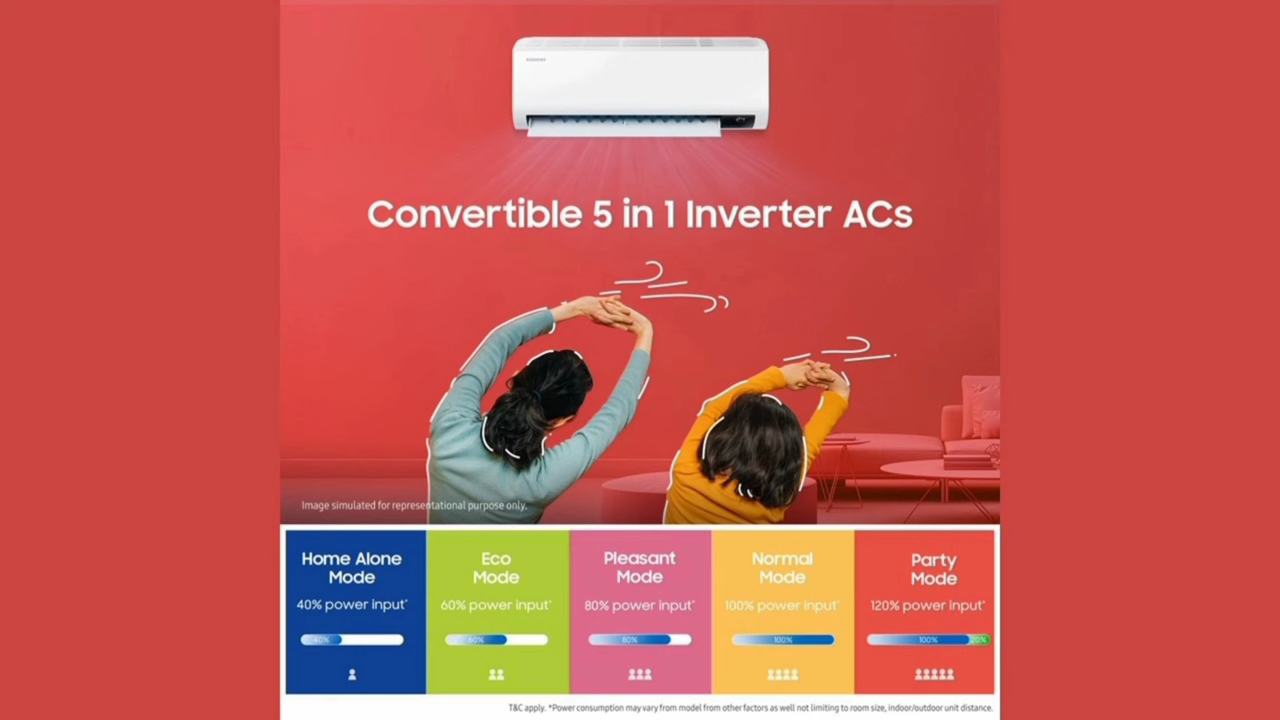 SAMSUNG
Convertible 5 in 1 Inverter ACs
Image simulated for representational purpose only.
Home Alone
Mode
40% power input*
40%
Eco
Mode
60% power input*
60%
Pleasant
Mode
80% power input*
80%
Normal
Mode
100% power input*
100%
Party
Mode
120% power input*
100% 20%
T&C apply. *Power consumption may vary from model from other factors as well not limiting to room size, indoor/outdoor unit distance.